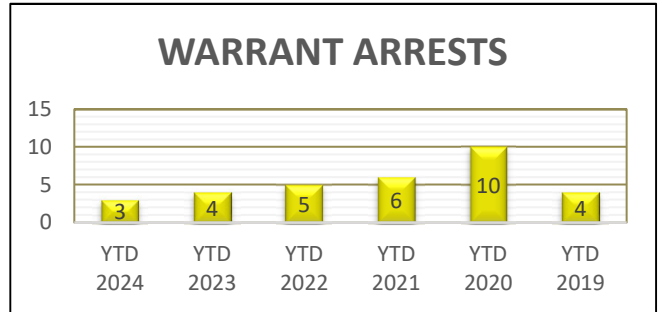 WARRANT ARRESTS
15
10
5
0
3 4 5 6 10 4
YTD YTD YTD YTD YTD YTD
2024 2023 2022 2021 2020 2019